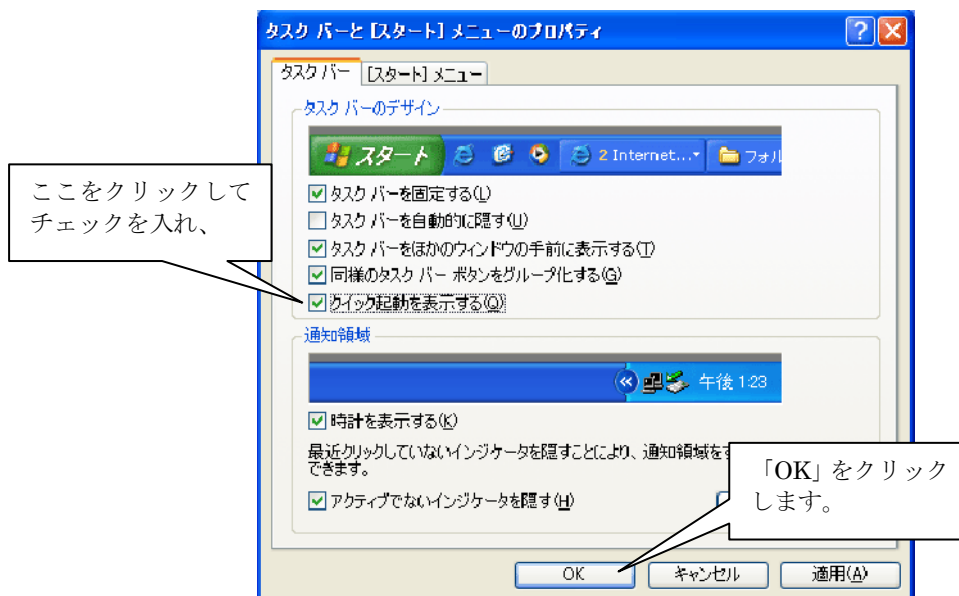 タスク バーと [スタート] メニューのプロパティ
タスク バー [スタート] メニュー
タスク バーのデザイン
スタート 2 Internet... フォル
ここをクリックして
チェックを入れ、
タスク バーを固定する(L)
タスク バーを自動的に隠す(U)
タスク バーをほかのウィンドウの手前に表示する(T)
同様のタスク バー ボタンをグループ化する(G)
クイック起動を表示する(Q)
通知領域
午後 1:23
時計を表示する(K)
最近クリックしていないインジケータを隠すことにより、通知領域を
できます。
アクティブでないインジケータを隠す(H)
「OK」をクリック
します。
OK キャンセル 適用(A)